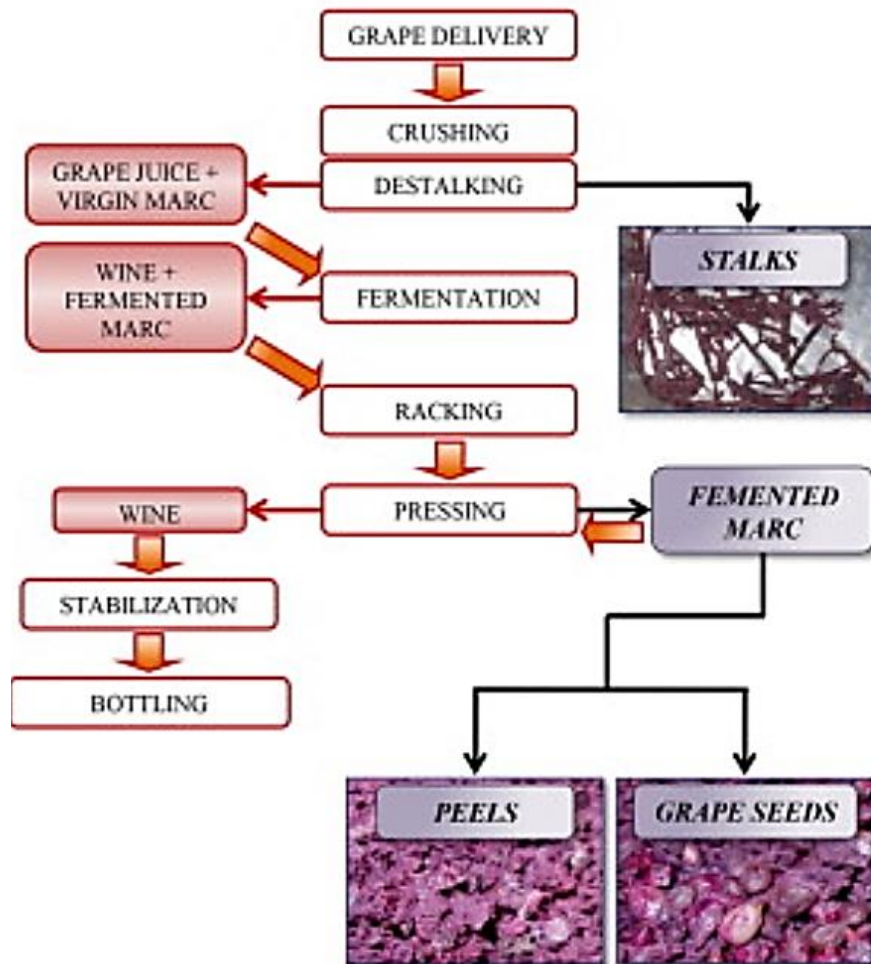 GRAPE DELIVERY
CRUSHING
GRAPE JUICE +
VIRGIN MARC
DESTALKING
STALKS
WINE +
FERMENTED
MARC
FERMENTATION
RACKING
WINE
PRESSING
FEMENTED
MARC
STABILIZATION
BOTTLING
PEELS
GRAPE SEEDS